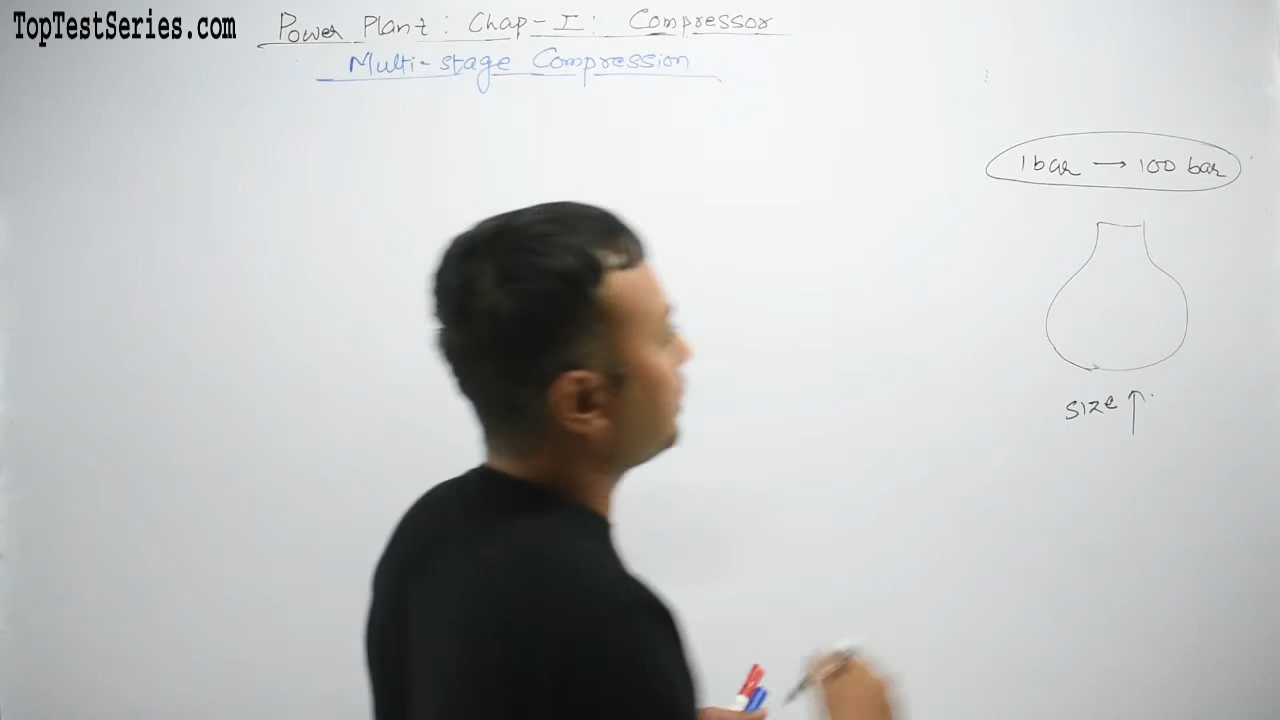 TopTestSeries.com
Power Plant: Chap-I: Compressor
Multi-stage Compression
1 bar → 100 bar
SIZE ↑